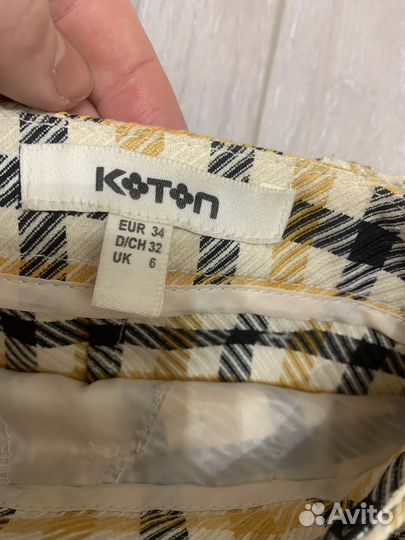 KOTON
EUR 34
D/CH 32
UK 6
Avito